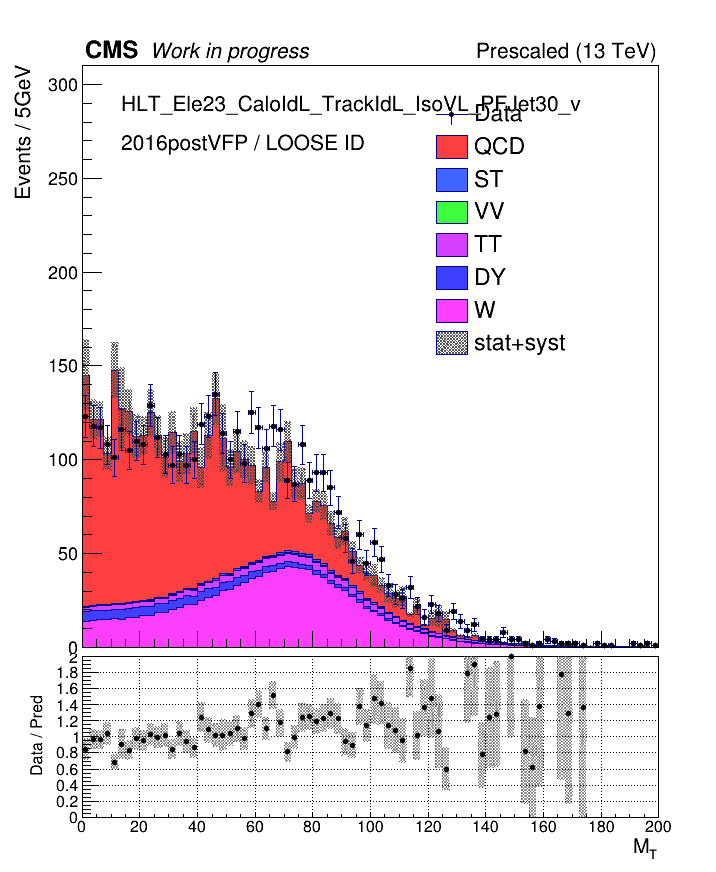 CMS Work in progress Prescaled (13 TeV)
Events / 5GeV
300
250
200
150
100
50
0
HLT_Ele23_CaloIdL_TrackIdL_IsoVL_PFJet30_v
2016postVFP / LOOSE ID
Data
QCD
ST
VV
TT
DY
W
stat+syst
Data / Pred
2
1.8
1.6
1.4
1.2
1
0.8
0.6
0.4
0.2
0
0 20 40 60 80 100 120 140 160 180 200
M_T